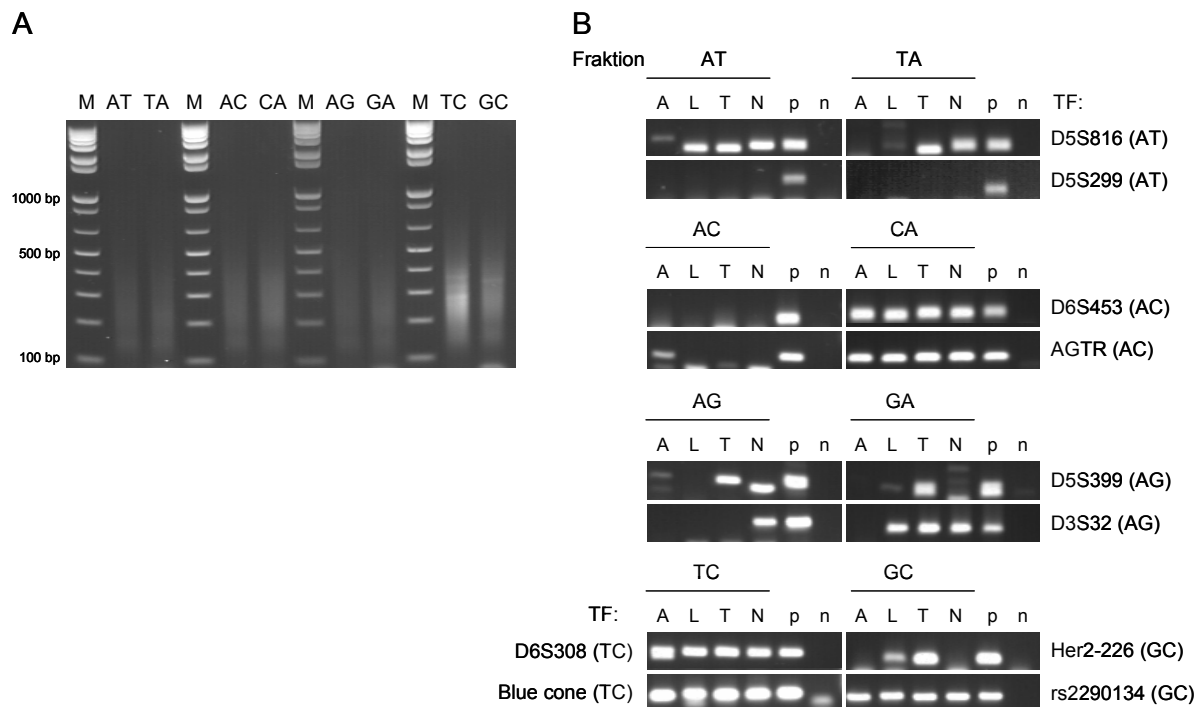 A
M AT TA M AC CA M AG GA M TC GC
1000 bp
500 bp
100 bp
B
Fraktion AT TA
A L T N p n A L T N p n TF:
D5S816 (AT)
D5S299 (AT)
AC CA
A L T N p n A L T N p n
D6S453 (AC)
AGTR (AC)
AG GA
A L T N p n A L T N p n
D5S399 (AG)
D3S32 (AG)
TC GC
TF: A L T N p n A L T N p n
D6S308 (TC) Her2-226 (GC)
Blue cone (TC) rs2290134 (GC)